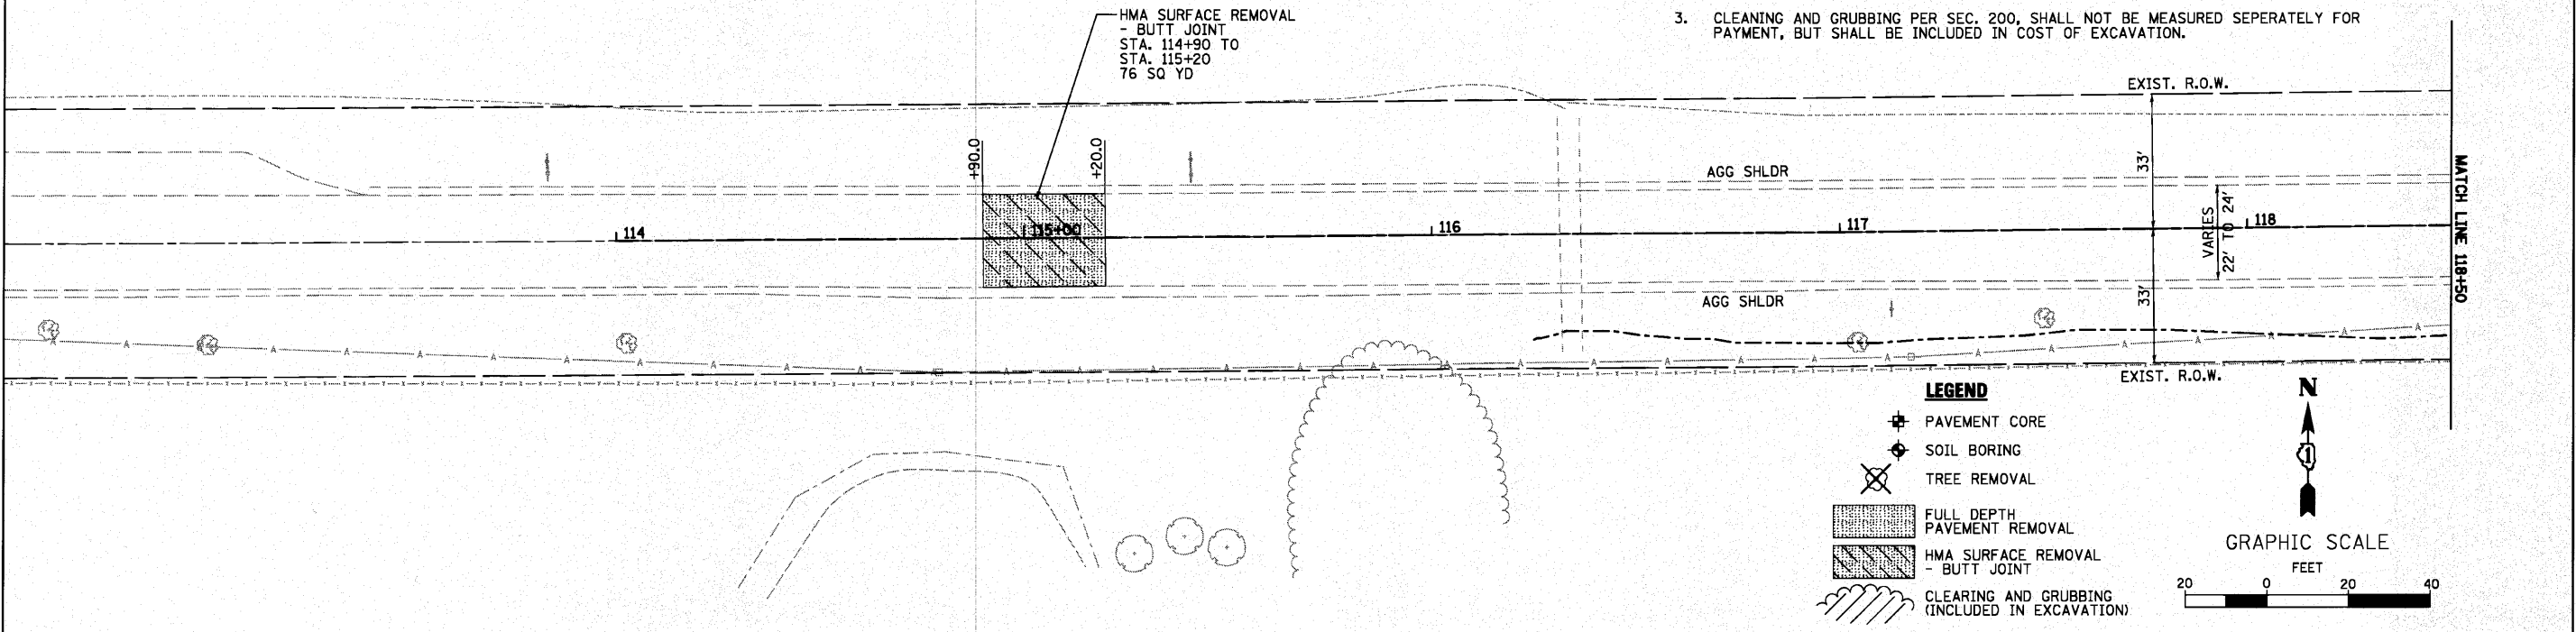 HMA SURFACE REMOVAL
- BUTT JOINT
STA. 114+90 TO
STA. 115+20
76 SQ YD
3. CLEANING AND GRUBBING PER SEC. 200, SHALL NOT BE MEASURED SEPERATELY FOR
PAYMENT, BUT SHALL BE INCLUDED IN COST OF EXCAVATION.
EXIST. R.O.W.
+90.0
+20.0
AGG SHLDR
33'
114
115+00
116
117
118
VARIES
22' TO 24'
MATCH LINE 118+50
AGG SHLDR
33'
A A A A A A A A A A A A A A A A A A A A A A A A A A A A A A A A
EXIST. R.O.W.
LEGEND
PAVEMENT CORE
SOIL BORING
TREE REMOVAL
FULL DEPTH
PAVEMENT REMOVAL
HMA SURFACE REMOVAL
- BUTT JOINT
CLEARING AND GRUBBING
(INCLUDED IN EXCAVATION)
N
1
GRAPHIC SCALE
FEET
20 0 20 40